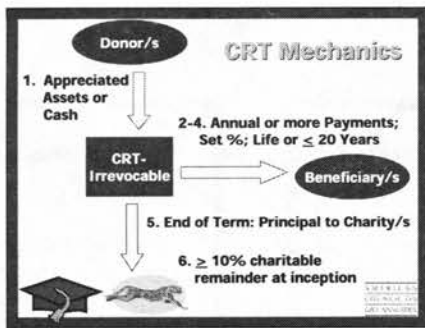 Donor/s
CRT Mechanics
1. Appreciated
Assets or
Cash
2-4. Annual or more Payments;
Set %; Life or ≤ 20 Years
CRT-
Irrevocable
Beneficiary/s
5. End of Term: Principal to Charity/s
6. ≥ 10% charitable
remainder at inception